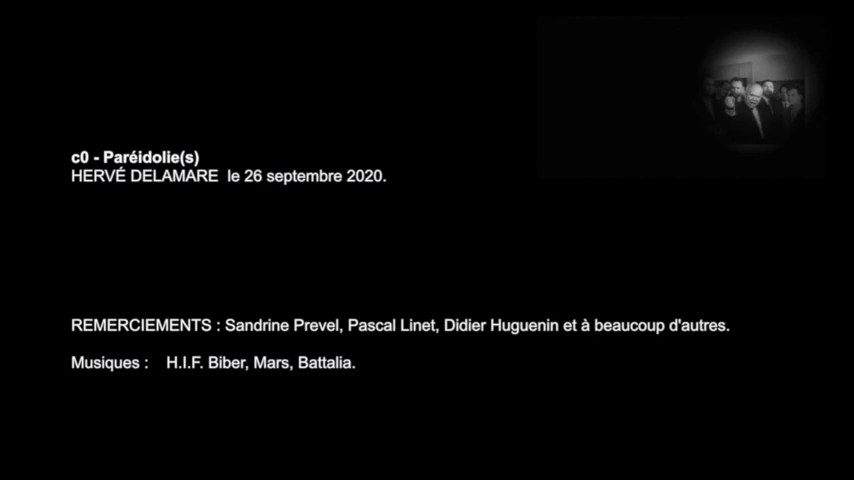 c0 - Paréidolie(s)
HERVÉ DELAMARE le 26 septembre 2020.
REMERCIEMENTS : Sandrine Prevel, Pascal Linet, Didier Huguenin et à beaucoup d'autres.
Musiques : H.I.F. Biber, Mars, Battalia.